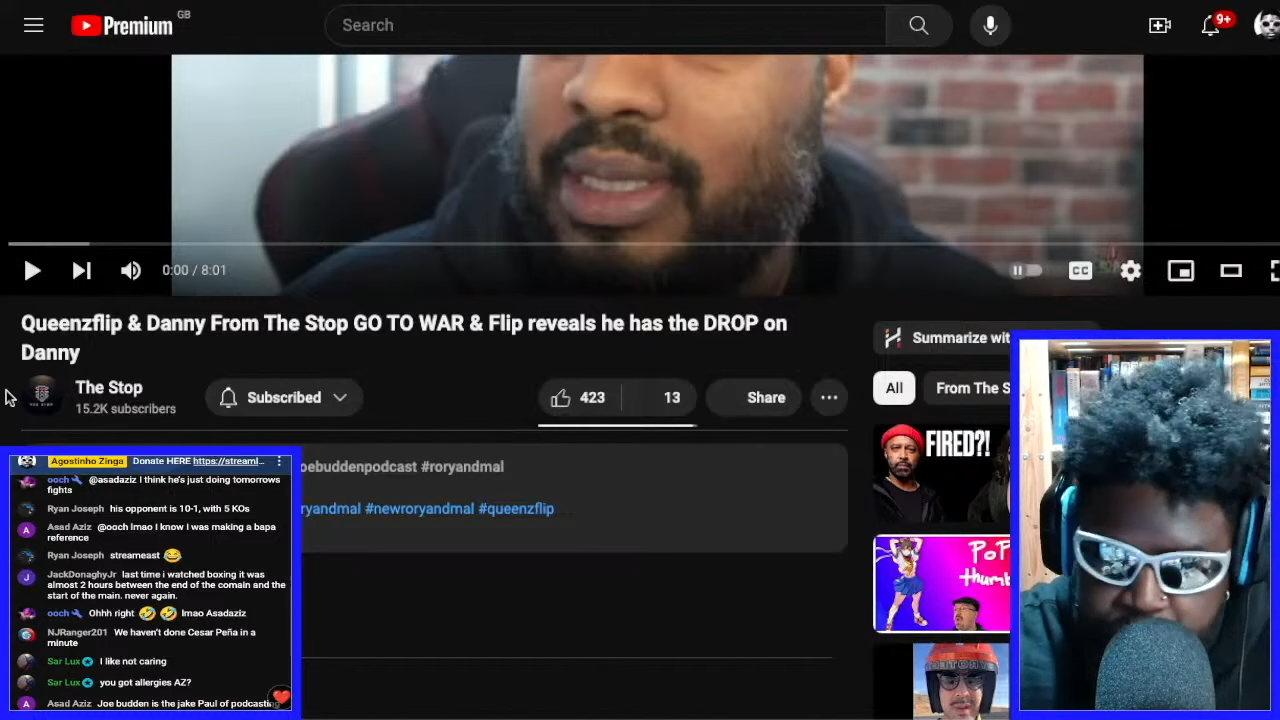 Premium GB
Search
9+
0:00 / 8:01
CC
Queenzflip & Danny From The Stop GO TO WAR & Flip reveals he has the DROP on
Danny
The Stop
15.2K subscribers
Subscribed
423
13
Share
Summarize wit
All
From The S
oebuddenpodcast #roryandmal
ryandmal #newroryandmal #queenzflip
FIRED?!
PoP
thumb
Agostinho Zinga Donate HERE https://streaml...
ooch @asadaziz I think he's just doing tomorrows
fights
Ryan Joseph his opponent is 10-1, with 5 KOs
Asad Aziz @ooch lmao I know I was making a bapa
reference
Ryan Joseph streameast 😂
JackDonaghyJr last time i watched boxing it was
almost 2 hours between the end of the comain and the
start of the main. never again.
ooch Ohhh right 🤣 🤣 lmao Asadaziz
NJRanger201 We haven't done Cesar Peña in a
minute
Sar Lux I like not caring
Sar Lux you got allergies AZ?
Asad Aziz Joe budden is the jake Paul of podcasting